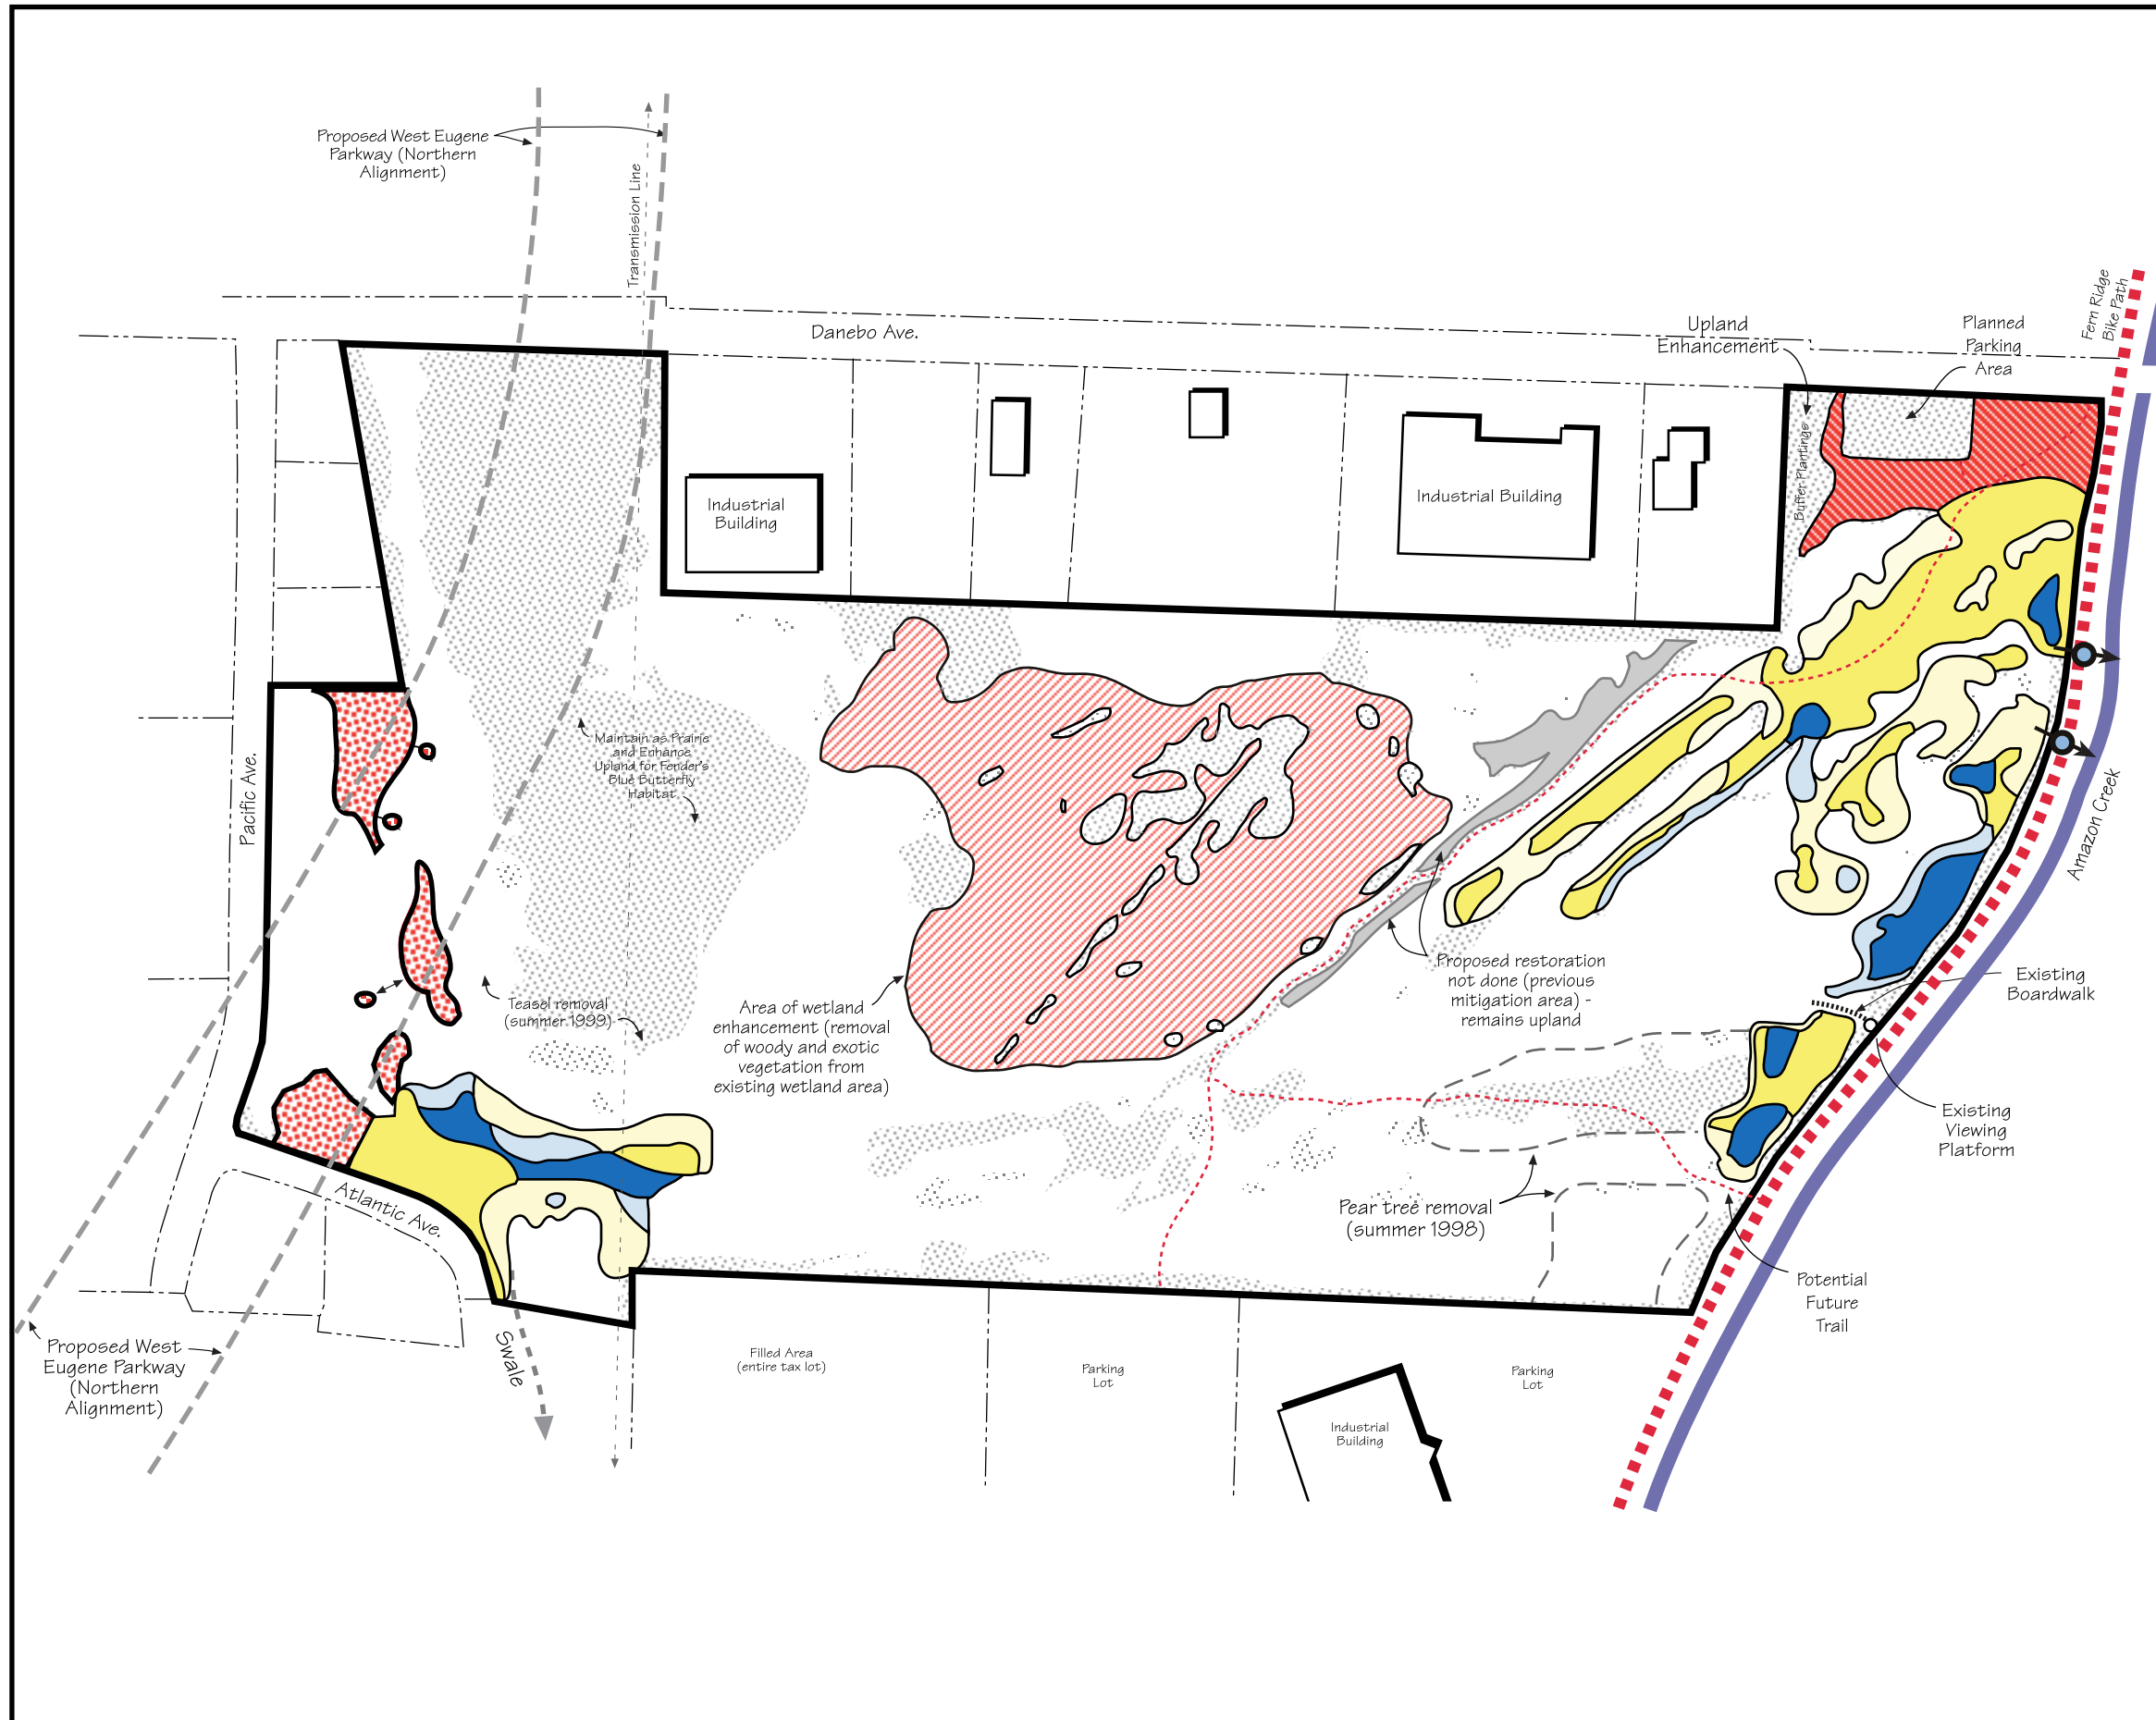 Proposed West Eugene
Parkway (Northern
Alignment)
Transmission Line
Fern Ridge
Bike Path
Danebo Ave.
Upland
Enhancement
Planned
Parking
Area
Buffer Plantings
Industrial
Building
Industrial Building
Pacific Ave.
Maintain as Prairie
and Enhance
Upland for Fender's
Blue Butterfly
Habitat
Amazon Creek
Teasel removal
(summer 1999)
Area of wetland
enhancement (removal
of woody and exotic
vegetation from
existing wetland area)
Proposed restoration
not done (previous
mitigation area) -
remains upland
Existing
Boardwalk
Existing
Viewing
Platform
Pear tree removal
(summer 1998)
Atlantic Ave.
Potential
Future
Trail
Swale
Proposed West
Eugene Parkway
(Northern
Alignment)
Filled Area
(entire tax lot)
Parking
Lot
Parking
Lot
Industrial
Building